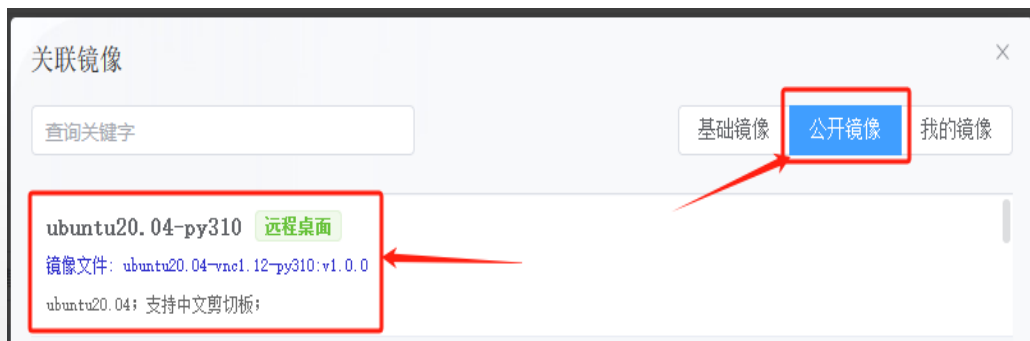 关联镜像
查询关键字
基础镜像 公开镜像 我的镜像
ubuntu20.04-py310 远程桌面
镜像文件: ubuntu20.04-vnc1.12-py310:v1.0.0
ubuntu20.04; 支持中文剪切板;